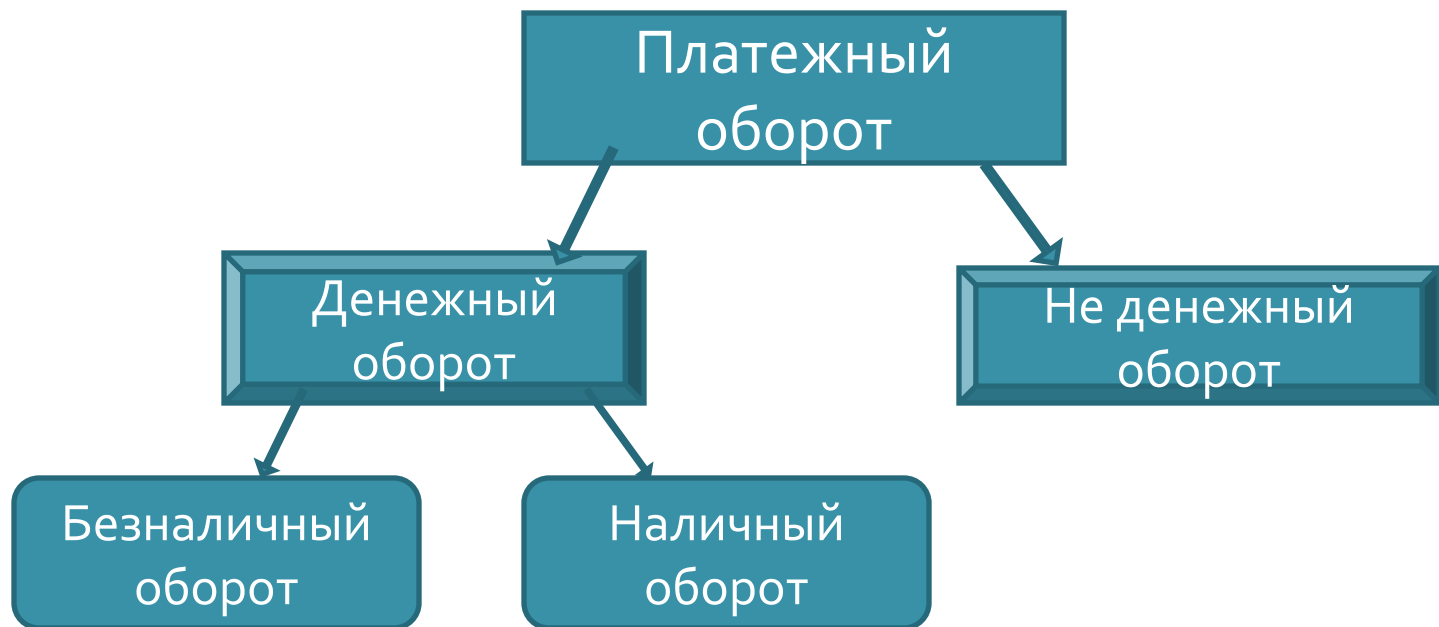 Платежный
оборот
Денежный
оборот
Не денежный
оборот
Безналичный
оборот
Наличный
оборот